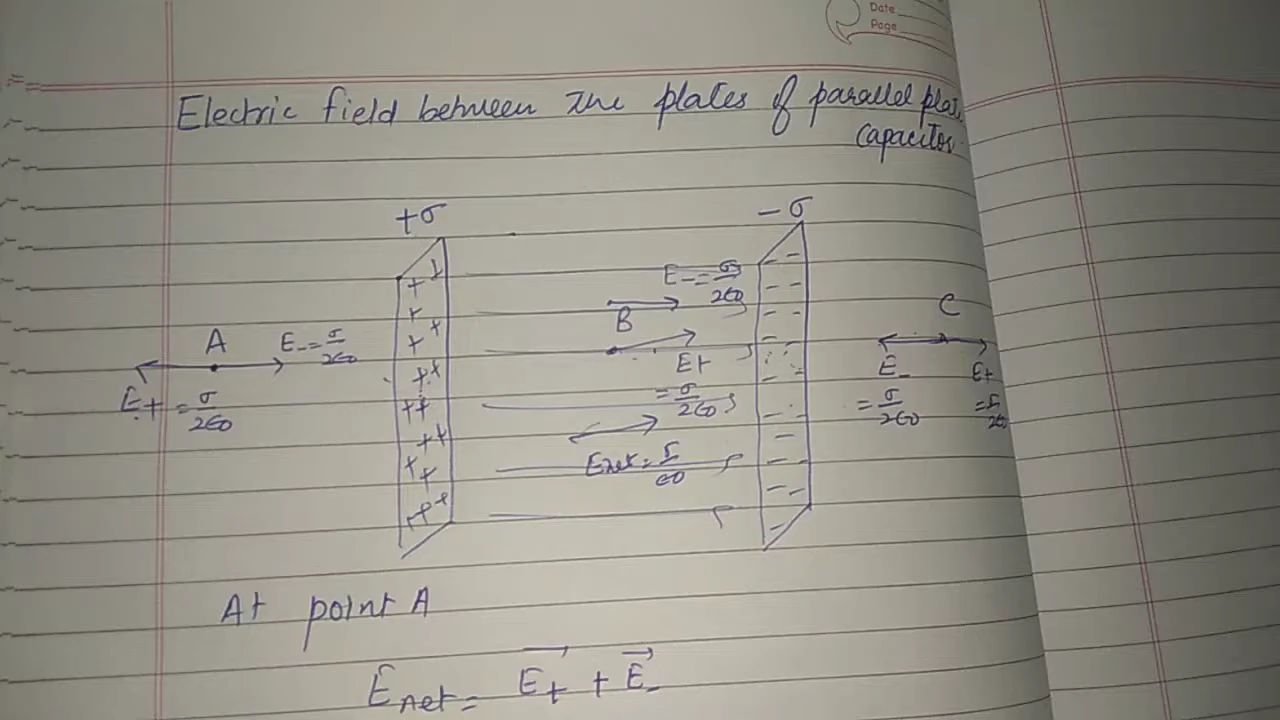 Date
Page
Electric field between the plates of parallel plate
capacitor
+σ
-σ
E- = σ/2ε0
B
C
A
E- = σ/2ε0
E+
= σ/2ε0
E+ = σ/2ε0
E-
= σ/2ε0
E+
= σ/2ε0
Enet = σ/ε0
At point A
Enet = E+ + E-